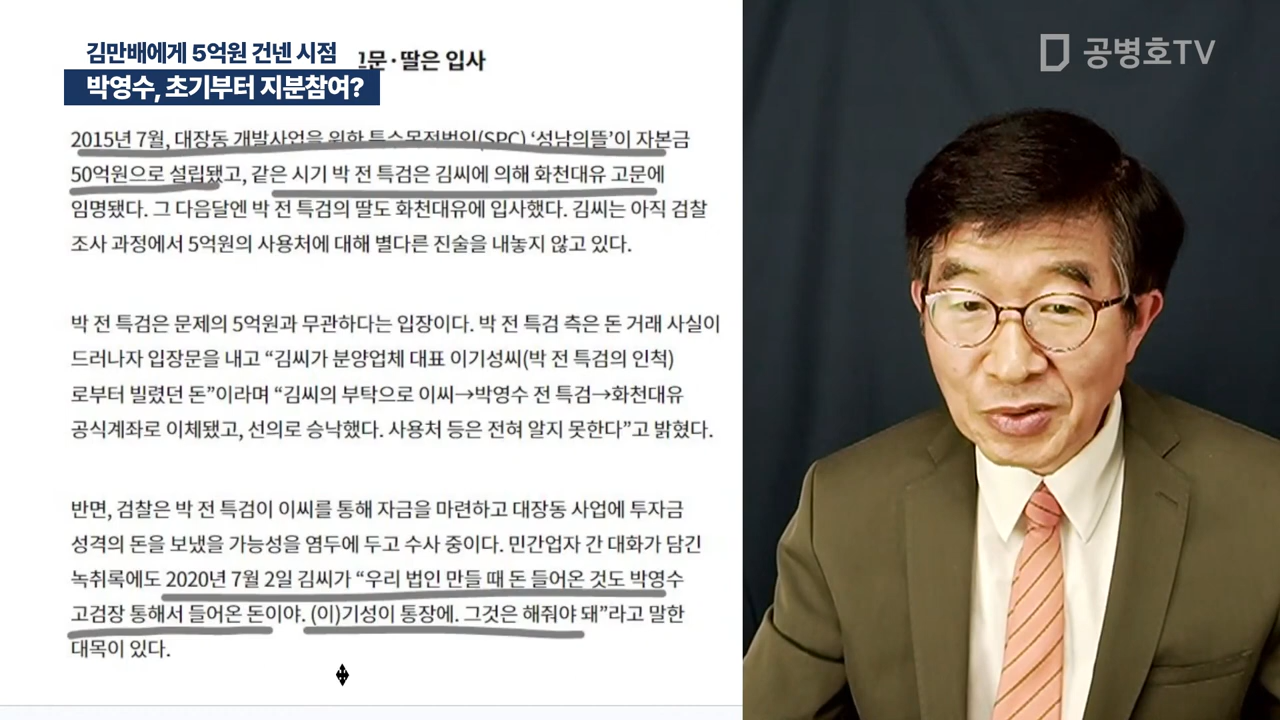 김만배에게 5억원 건넨 시점
박영수, 초기부터 지분참여?
고문·딸은 입사
공병호TV
2015년 7월, 대장동 개발사업을 위한 특수목적법인(SPC) ‘성남의뜰’이 자본금
50억원으로 설립됐고, 같은 시기 박 전 특검은 김씨에 의해 화천대유 고문에
임명됐다. 그 다음달엔 박 전 특검의 딸도 화천대유에 입사했다. 김씨는 아직 검찰
조사 과정에서 5억원의 사용처에 대해 별다른 진술을 내놓지 않고 있다.
박 전 특검은 문제의 5억원과 무관하다는 입장이다. 박 전 특검 측은 돈 거래 사실이
드러나자 입장문을 내고 “김씨가 분양업체 대표 이기성씨(박 전 특검의 인척)
로부터 빌렸던 돈”이라며 “김씨의 부탁으로 이씨→박영수 전 특검→화천대유
공식계좌로 이체됐고, 선의로 승낙했다. 사용처 등은 전혀 알지 못한다”고 밝혔다.
반면, 검찰은 박 전 특검이 이씨를 통해 자금을 마련하고 대장동 사업에 투자금
성격의 돈을 보냈을 가능성을 염두에 두고 수사 중이다. 민간업자 간 대화가 담긴
녹취록에도 2020년 7월 2일 김씨가 “우리 법인 만들 때 돈 들어온 것도 박영수
고검장 통해서 들어온 돈이야. (이)기성이 통장에. 그것은 해줘야 돼”라고 말한
대목이 있다.